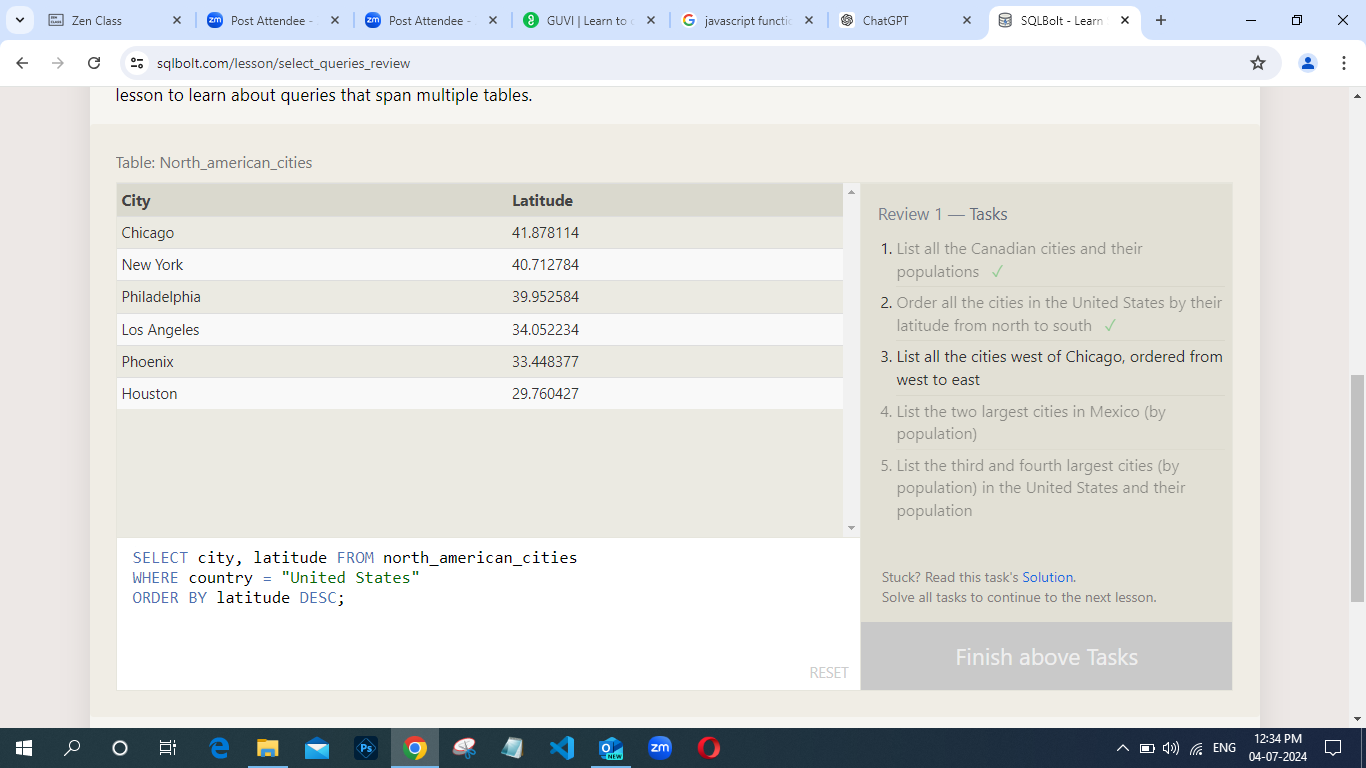 Zen Class
Post Attendee -
Post Attendee -
GUVI | Learn to c
javascript functio
ChatGPT
SQLBolt - Learn S
sqlbolt.com/lesson/select_queries_review
lesson to learn about queries that span multiple tables.
Table: North_american_cities
City Latitude
Chicago 41.878114
New York 40.712784
Philadelphia 39.952584
Los Angeles 34.052234
Phoenix 33.448377
Houston 29.760427
SELECT city, latitude FROM north_american_cities
WHERE country = "United States"
ORDER BY latitude DESC;
RESET
Review 1 — Tasks
1. List all the Canadian cities and their
populations ✓
2. Order all the cities in the United States by their
latitude from north to south ✓
3. List all the cities west of Chicago, ordered from
west to east
4. List the two largest cities in Mexico (by
population)
5. List the third and fourth largest cities (by
population) in the United States and their
population
Stuck? Read this task's Solution.
Solve all tasks to continue to the next lesson.
Finish above Tasks
ENG
12:34 PM
04-07-2024